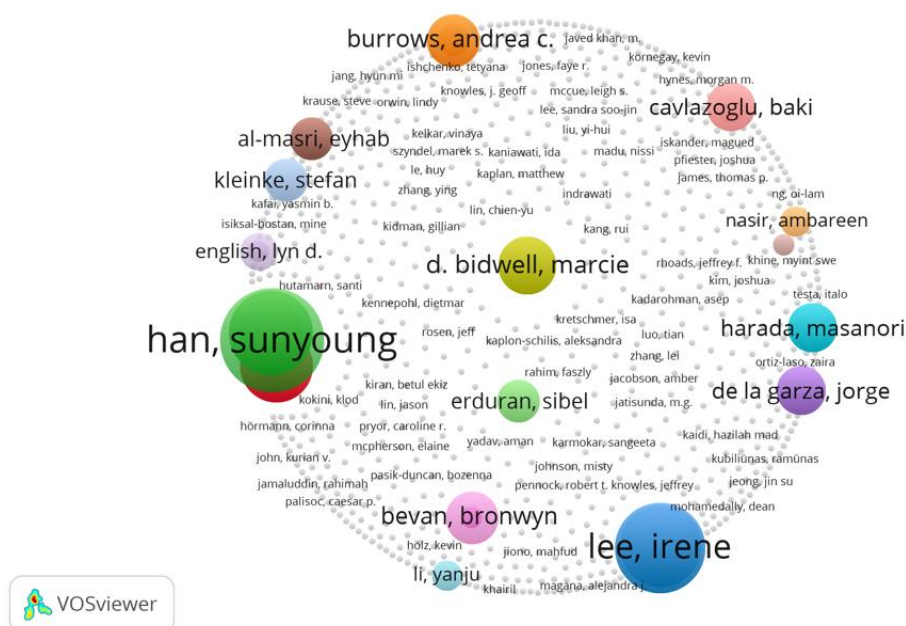 burrows, andrea c.
javed khan, m.
kornegay, kevin
ishchenko, tetyana
jones, faye r.
jang, hyun mi
hynes, morgan m.
knowles, j. geoff
mccue, leigh s.
krause, steve
orwin, lindy
lee, sandra soo-jin
cavlazoglu, baki
al-masri, eyhab
kelkar, vinaya
liu, yi-hui
iskander, magued
szyndel, marek s.
kaniawati, ida
madu, nissi
pfiester, joshua
le, huy
kaplan, matthew
james, thomas p.
kleinke, stefan
zhang, ying
indrawati
ng, oi-lam
kafai, yasmin b.
lin, chien-yu
nasir, ambareen
isiksal-bostan, mine
kidman, gillian
kang, rui
english, lyn d.
d. bidwell, marcie
rhoads, jeffrey f.
khine, myint swe
kim, joshua
hutamarn, santi
kennepohl, dietmar
kadarohman, asep
testa, italo
kretschmer, isa
han, sunyoung
rosen, jeff
kaplon-schilis, aleksandra
luo, tian
harada, masanori
zhang, lei
ortiz-laso, zaira
rahim, faszly
kiran, betul ekiz
jacobson, amber
de la garza, jorge
kokini, klod
lin, jason
erduran, sibel
jatisunda, m.g.
hörmann, corinna
pryor, caroline r.
kaidi, hazilah mad
mcpherson, elaine
yadav, aman
karmokar, sangeeta
john, kurian v.
kubiliūnas, ramūnas
johnson, misty
jamaluddin, rahimah
pasik-duncan, bozenna
pennock, robert t.
knowles, jeffrey
jeong, jin su
palisoc, caesar p.
mohamedally, dean
bevan, bronwyn
holz, kevin
jiono, mahfud
lee, irene
li, yanju
khairil
magana, alejandra j.
VOSviewer